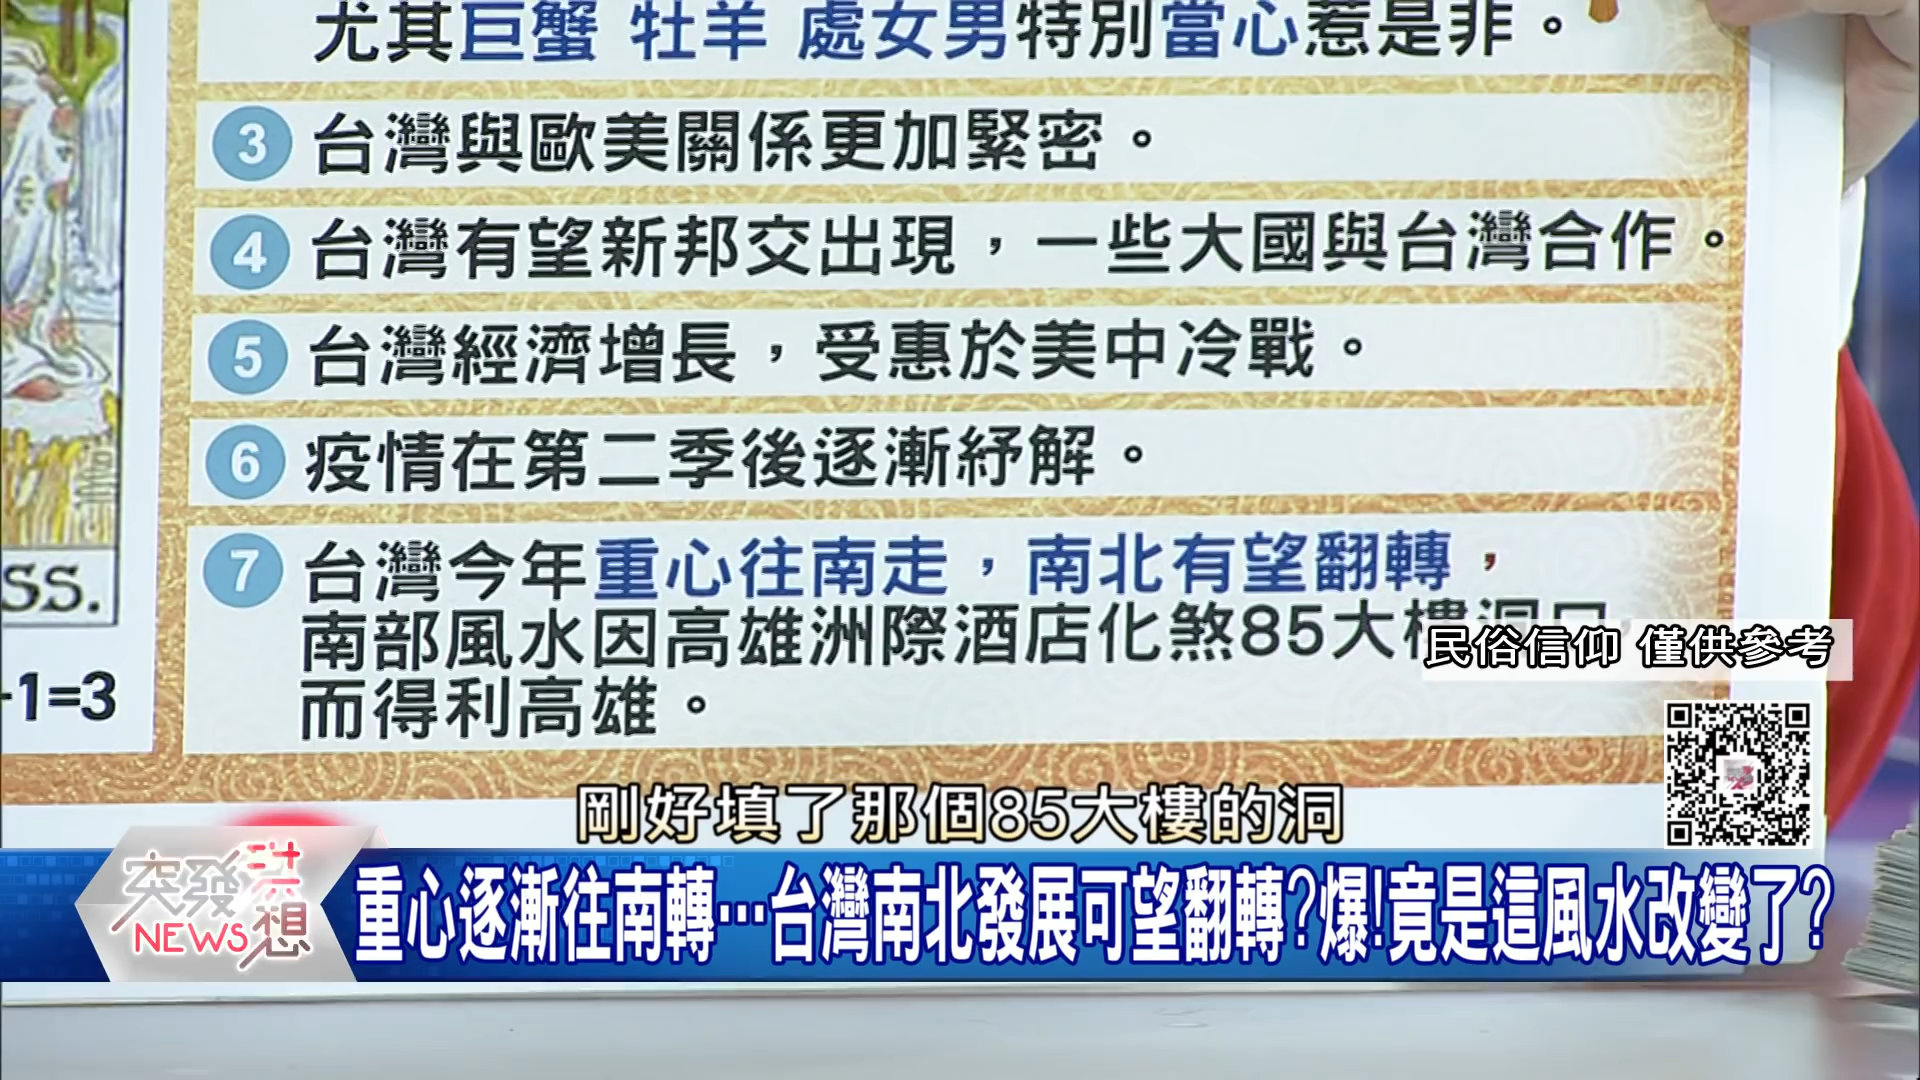 尤其巨蟹 牡羊 處女男特別當心惹是非。
3 台灣與歐美關係更加緊密。
4 台灣有望新邦交出現，一些大國與台灣合作。
5 台灣經濟增長，受惠於美中冷戰。
6 疫情在第二季後逐漸紓解。
7 台灣今年重心往南走，南北有望翻轉，
南部風水因高雄洲際酒店化煞85大樓洞口，
而得利高雄。
SS.
1=3
民俗信仰 僅供參考
剛好填了那個85大樓的洞
突發琪想
NEWS
重心逐漸往南轉…台灣南北發展可望翻轉?爆!竟是這風水改變了?